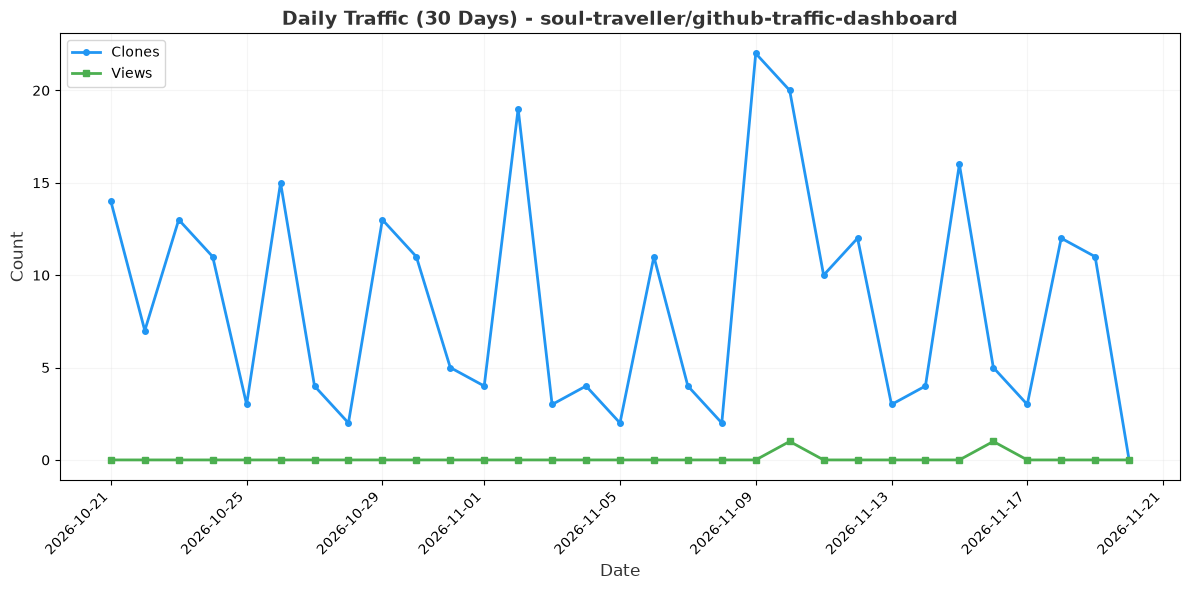 Daily Traffic (30 Days) - soul-traveller/github-traffic-dashboard
Clones
Views
Count
20
15
10
5
0
2026-10-21
2026-10-25
2026-10-29
2026-11-01
2026-11-05
2026-11-09
2026-11-13
2026-11-17
2026-11-21
Date